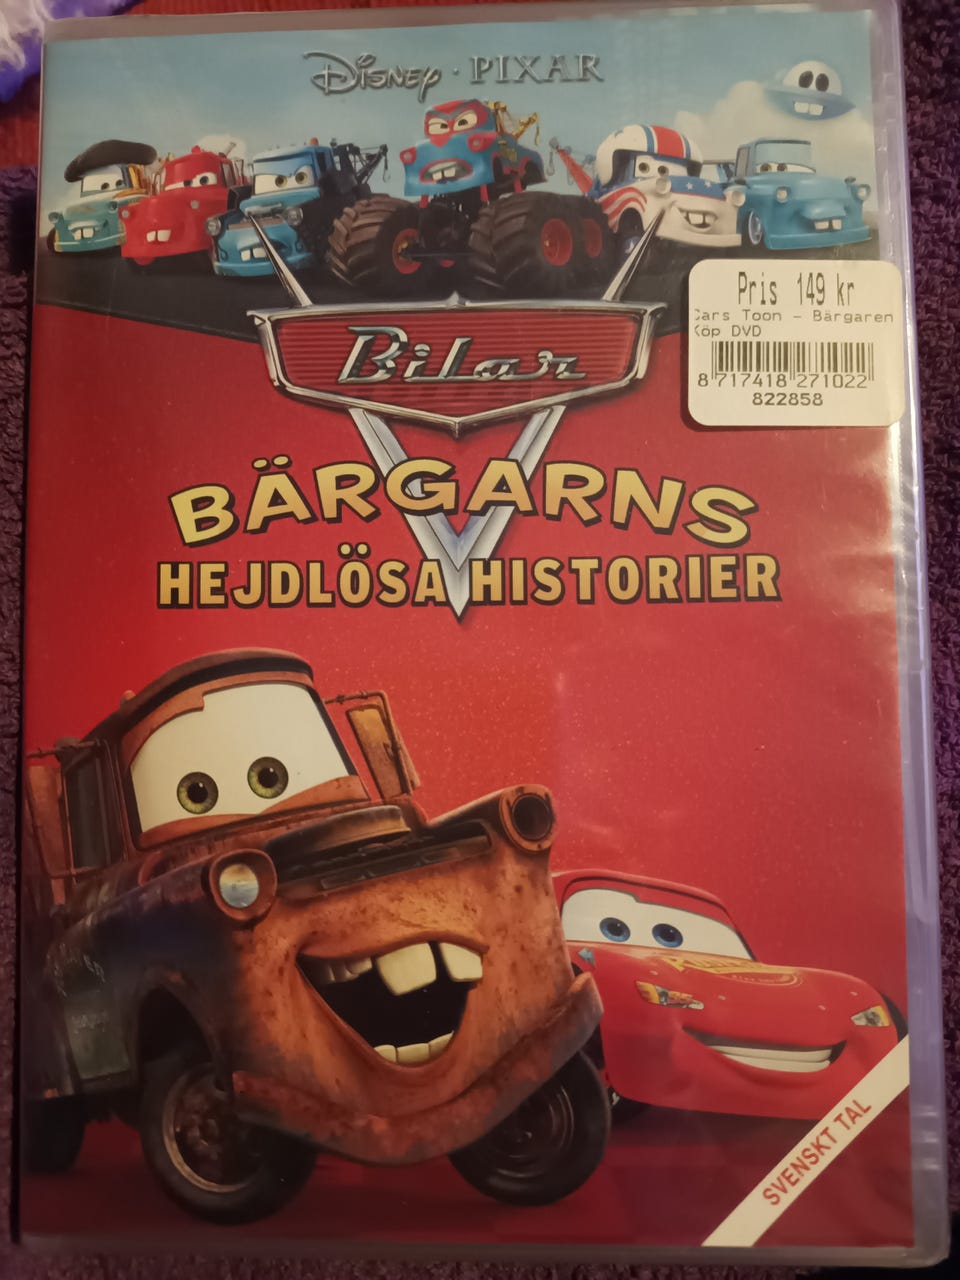 DISNEY · PIXAR
Pris 149 kr
Cars Toon - Bärgaren
Köp DVD
8 717418 271022
822858
Bilar
BÄRGARNS
HEJDLÖSA HISTORIER
SVENSKT TAL